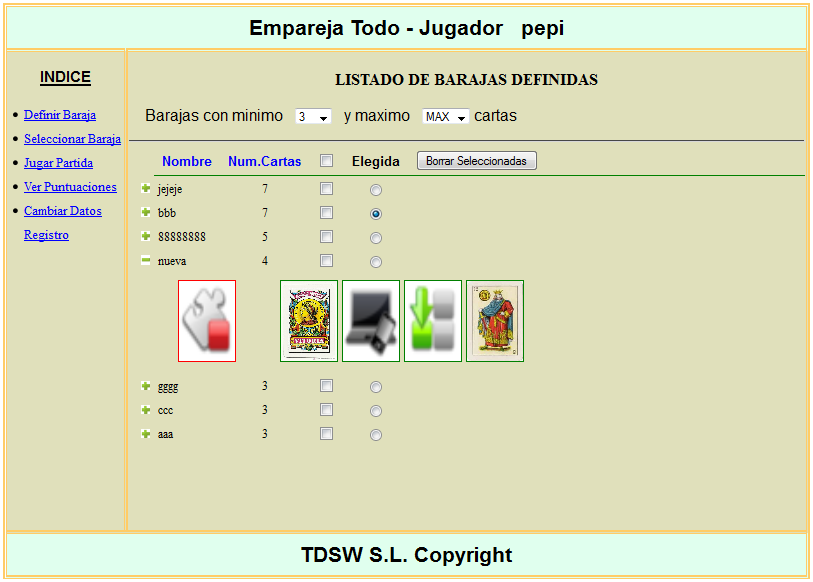 Empareja Todo - Jugador pepi
INDICE
Definir Baraja
Seleccionar Baraja
Jugar Partida
Ver Puntuaciones
Cambiar Datos
Registro
LISTADO DE BARAJAS DEFINIDAS
Barajas con minimo 3 y maximo MAX cartas
Nombre Num.Cartas Elegida Borrar Seleccionadas
jejeje 7
bbb 7
88888888 5
nueva 4
gggg 3
ccc 3
aaa 3
TDSW S.L. Copyright